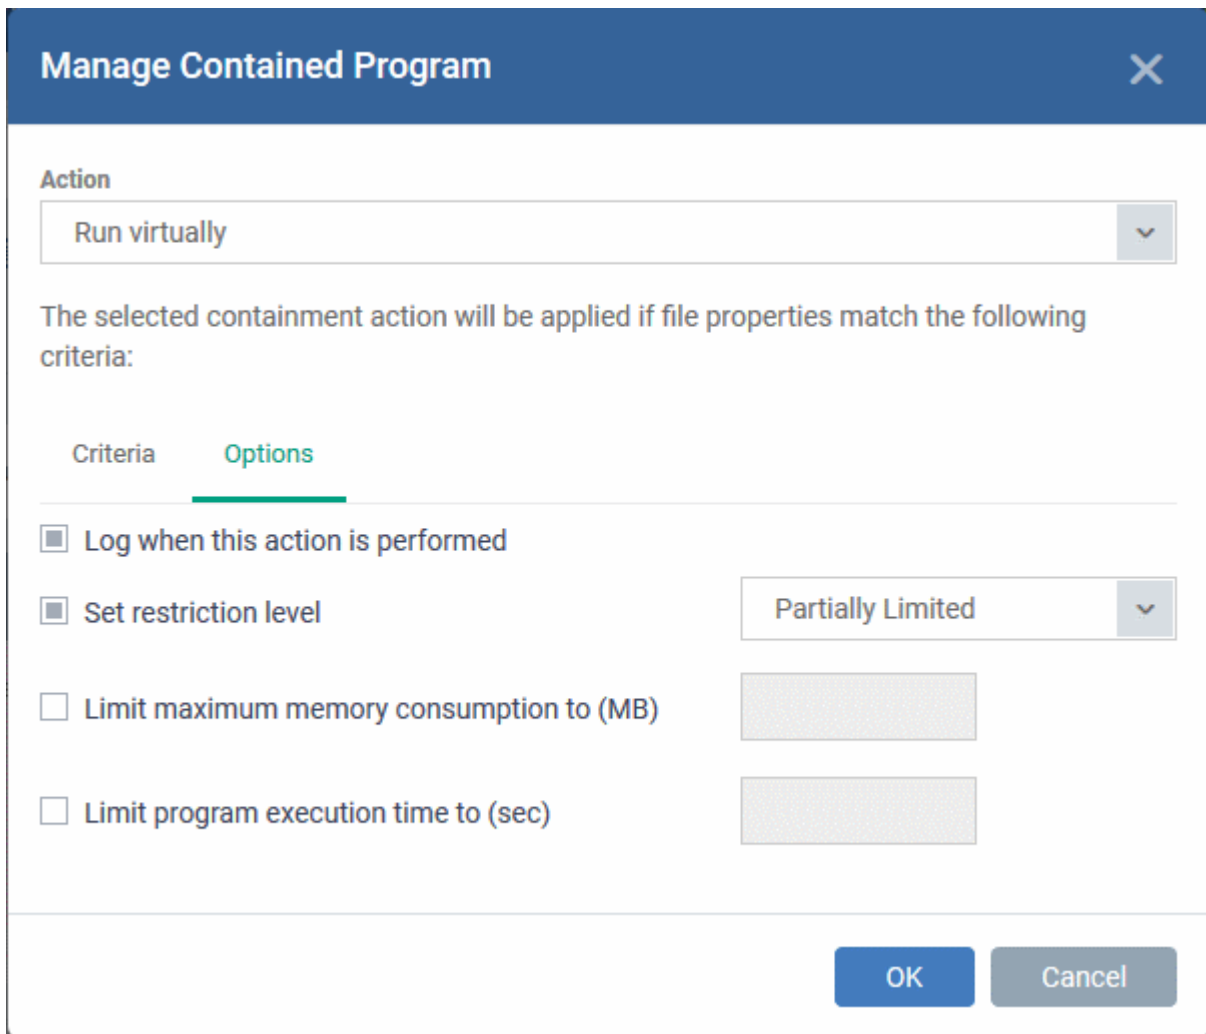 Manage Contained Program
Action
Run virtually
The selected containment action will be applied if file properties match the following
criteria:
Criteria Options
Log when this action is performed
Set restriction level Partially Limited
Limit maximum memory consumption to (MB)
Limit program execution time to (sec)
OK Cancel